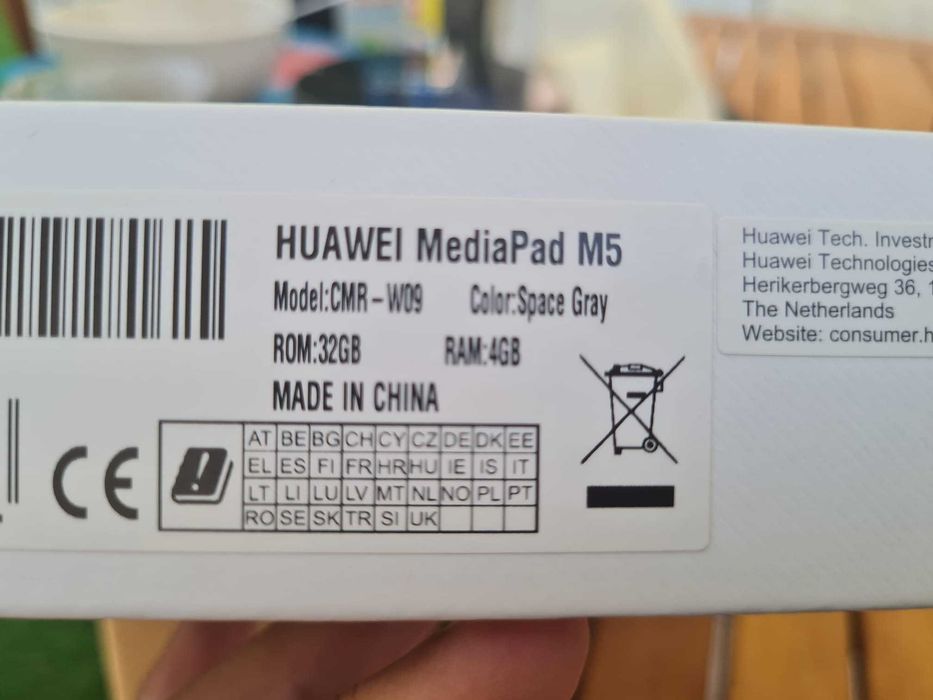 HUAWEI MediaPad M5
Model:CMR-W09 Color:Space Gray
ROM:32GB RAM:4GB
MADE IN CHINA
CE
AT BE BG CH CY CZ DE DK EE
EL ES FI FR HR HU IE IS IT
LT LI LU LV MT NL NO PL PT
RO SE SK TR SI UK
Huawei Tech.
Huawei Technologies
Herikerbergweg 36,
The Netherlands
Website: